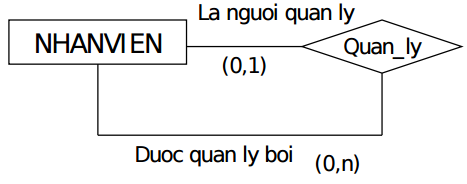 La nguoi quan ly
NHANVIEN
Quan_ly
(0,1)
Duoc quan ly boi
(0,n)